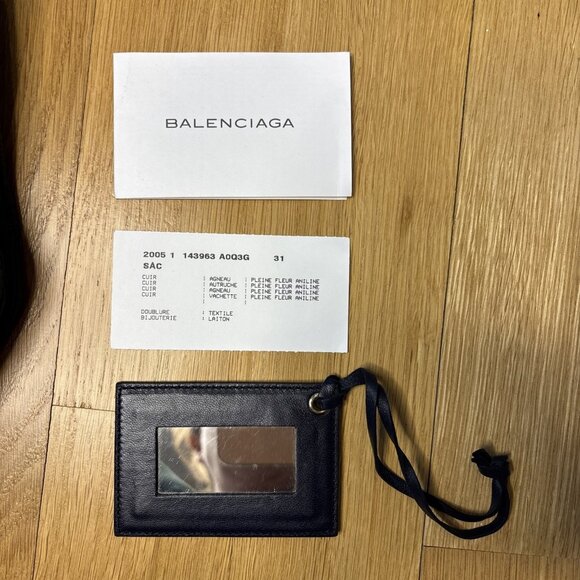 BALENCIAGA
2005 1 143963 A0Q3G 31
SAC
CUIR : AGNEAU : PLEINE FLEUR ANILINE
CUIR : AUTRUCHE : PLEINE FLEUR ANILINE
CUIR : AGNEAU : PLEINE FLEUR ANILINE
CUIR : VACHETTE : PLEINE FLEUR ANILINE
: :
DOUBLURE : TEXTILE
BIJOUTERIE : LAITON